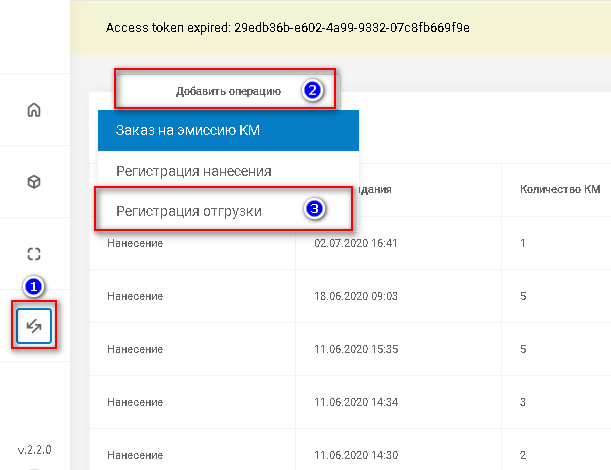 Access token expired: 29edb36b-e602-4a99-9332-07c8fb669f9e
Добавить операцию 2
Заказ на эмиссию КМ
Регистрация нанесения
дания Количество КМ
Регистрация отгрузки 3
Нанесение 02.07.2020 16:41 1
1
Нанесение 18.06.2020 09:03 5
Нанесение 11.06.2020 15:35 5
Нанесение 11.06.2020 14:34 3
v.2.2.0
Нанесение 11.06.2020 14:30 2